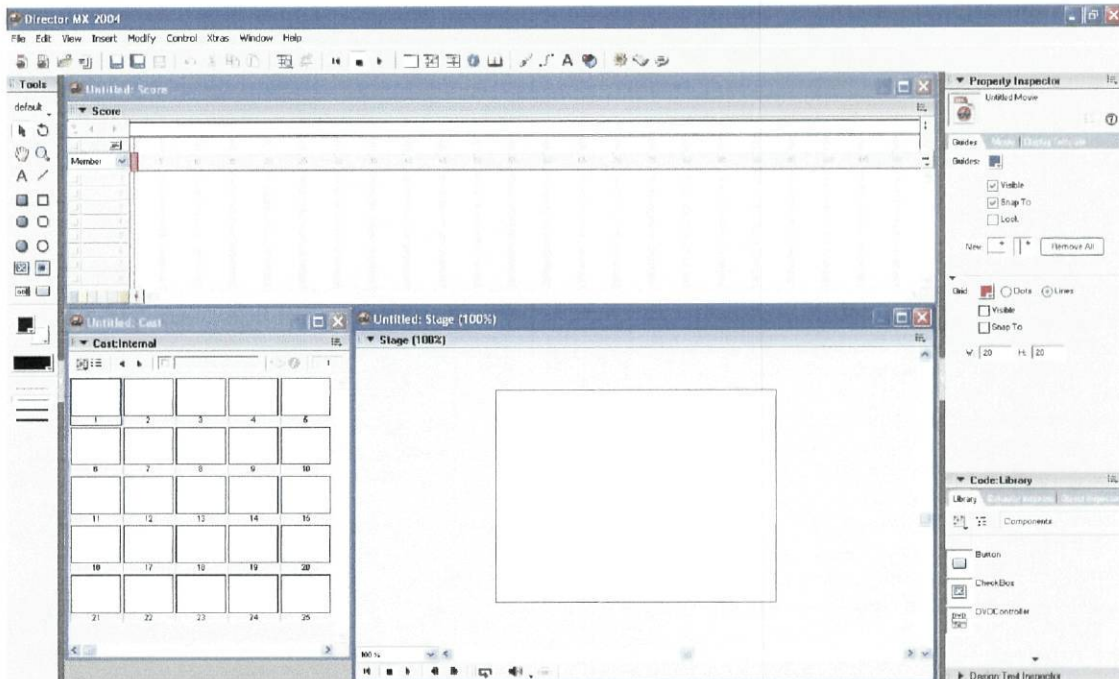 Director MX 2004
File Edit View Insert Modify Control Xtras Window Help
Tools
default
Untitled: Score
Score
Member
Untitled: Cast
Cast:Internal
1 2 3 4 5
6 7 8 9 10
11 12 13 14 15
16 17 18 19 20
21 22 23 24 25
Untitled: Stage (100%)
Stage (100%)
100 %
Property Inspector
Untitled Movie
Guides Movie
Guides:
Visible
Snap To
Lock
New Remove All
Grid Dots Lines
Visible
Snap To
W: 20 H: 20
Code:Library
Library
Components
Button
CheckBox
DVDController
Design:Text Inspector